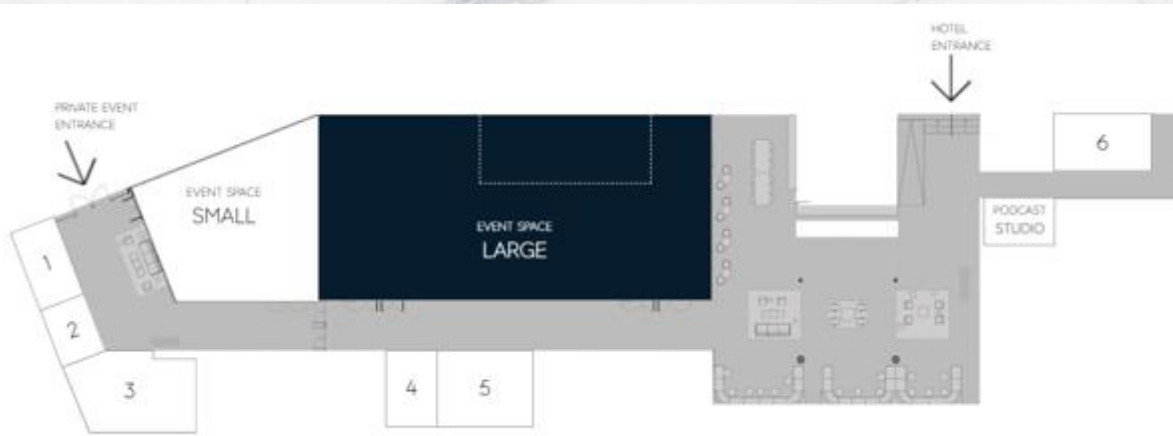 HOTEL
ENTRANCE
PRIVATE EVENT
ENTRANCE
6
EVENT SPACE
SMALL
PODCAST
STUDIO
EVENT SPACE
LARGE
1
2
3
4
5